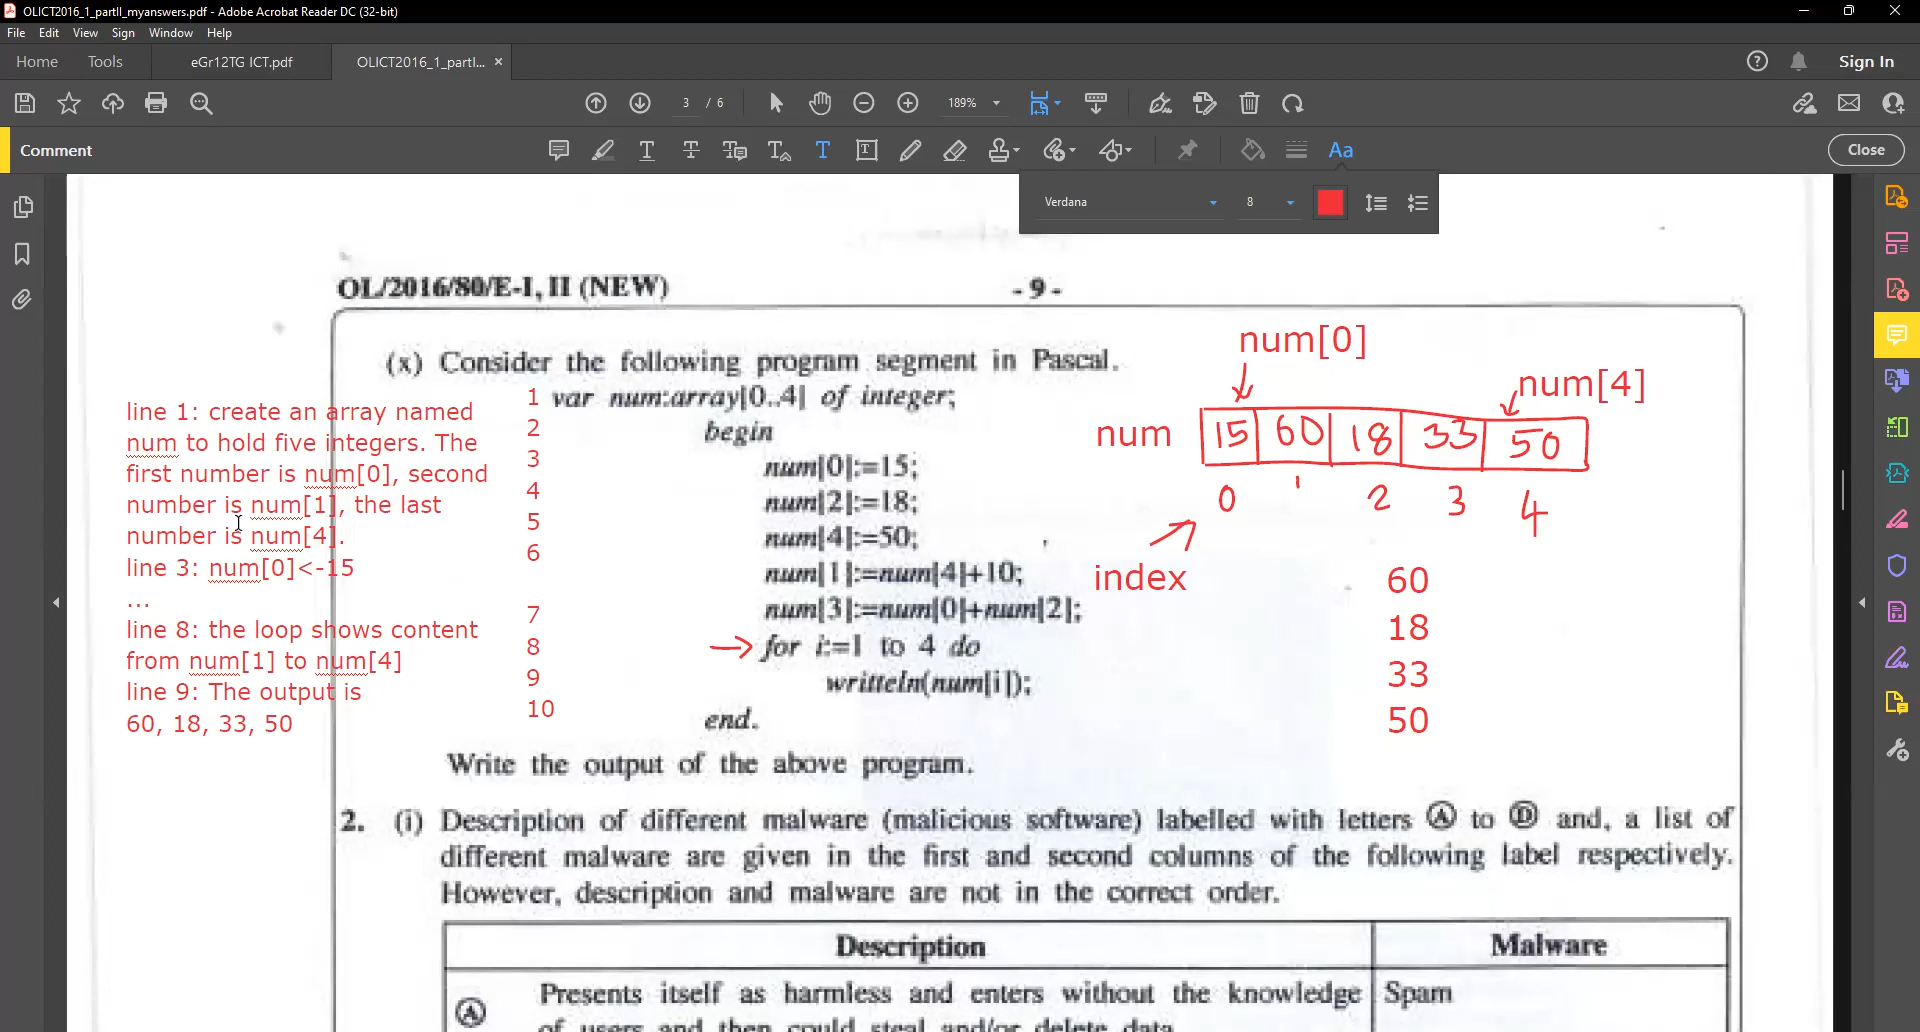 OLICT2016_1_partII_myanswers.pdf - Adobe Acrobat Reader DC (32-bit)
File Edit View Sign Window Help
Home Tools eGr12TG ICT.pdf OLICT2016_1_partI... × Sign In
3 / 6 189%
Comment Close
Verdana 8
OL/2016/80/E-I, II (NEW) - 9 -
(x) Consider the following program segment in Pascal.
1 var num:array[0..4] of integer;
2 begin
3 num[0]:=15;
4 num[2]:=18;
5 num[4]:=50;
6 num[1]:=num[4]+10;
7 num[3]:=num[0]+num[2];
8 for i:=1 to 4 do
9 writteln(num[i]);
10 end.
line 1: create an array named
num to hold five integers. The
first number is num[0], second
number is num[1], the last
number is num[4].
line 3: num[0]<-15
...
line 8: the loop shows content
from num[1] to num[4]
line 9: The output is
60, 18, 33, 50
num[0]
num[4]
num 15 60 18 33 50
0 1 2 3 4
index
60
18
33
50
Write the output of the above program.
2. (i) Description of different malware (malicious software) labelled with letters Ⓐ to Ⓓ and, a list of
different malware are given in the first and second columns of the following label respectively.
However, description and malware are not in the correct order.
Description Malware
Ⓐ Presents itself as harmless and enters without the knowledge Spam
of users and then could steal and/or delete data